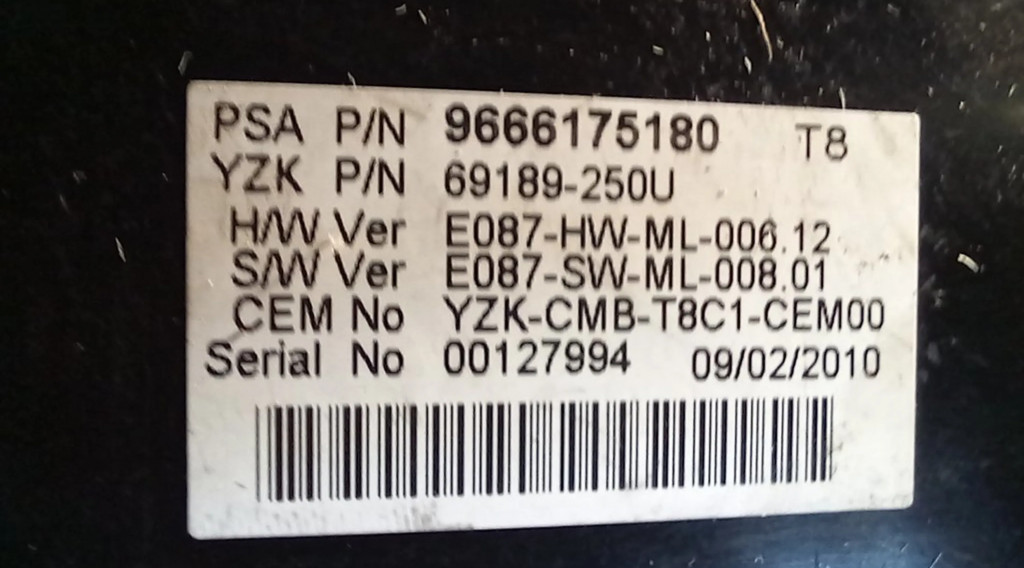 PSA P/N 9666175180 T8
YZK P/N 69189-250U
H/W Ver E087-HW-ML-006.12
S/W Ver E087-SW-ML-008.01
CEM No YZK-CMB-T8C1-CEM00
Serial No 00127994 09/02/2010